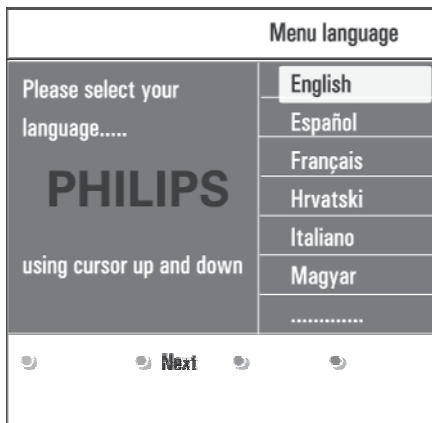 Menu language
Please select your
language.....
PHILIPS
using cursor up and down
English
Español
Français
Hrvatski
Italiano
Magyar
.............
Next